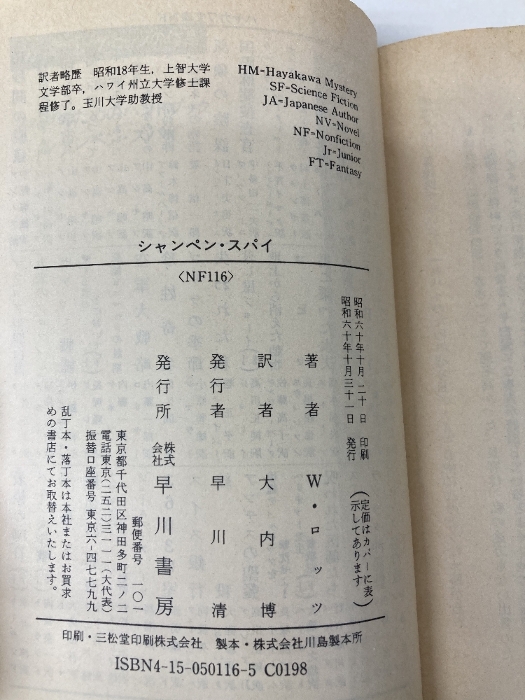 訳者略歴　昭和18年生，上智大学
文学部卒，ハワイ州立大学修士課
程修了。玉川大学助教授
HM=Hayakawa Mystery
SF=Science Fiction
JA=Japanese Author
NV=Novel
NF=Nonfiction
Jr=Junior
FT=Fantasy
シャンペン・スパイ
〈NF116〉
昭和六十年十月二十日　印刷
昭和六十年十月三十一日　発行
（定価はカバーに表
示してあります）
著者　W・ロッツ
訳者　大内博
発行者　早川清
発行所　株式会社　早川書房
郵便番号　一〇一
東京都千代田区神田多町二ノ二
電話東京(二五二)三一一一(大代表)
振替口座番号　東京六-四七七九九
乱丁本・落丁本は本社またはお買求
めの書店にてお取替えいたします。
印刷・三松堂印刷株式会社　製本・株式会社川島製本所
ISBN4-15-050116-5 C0198